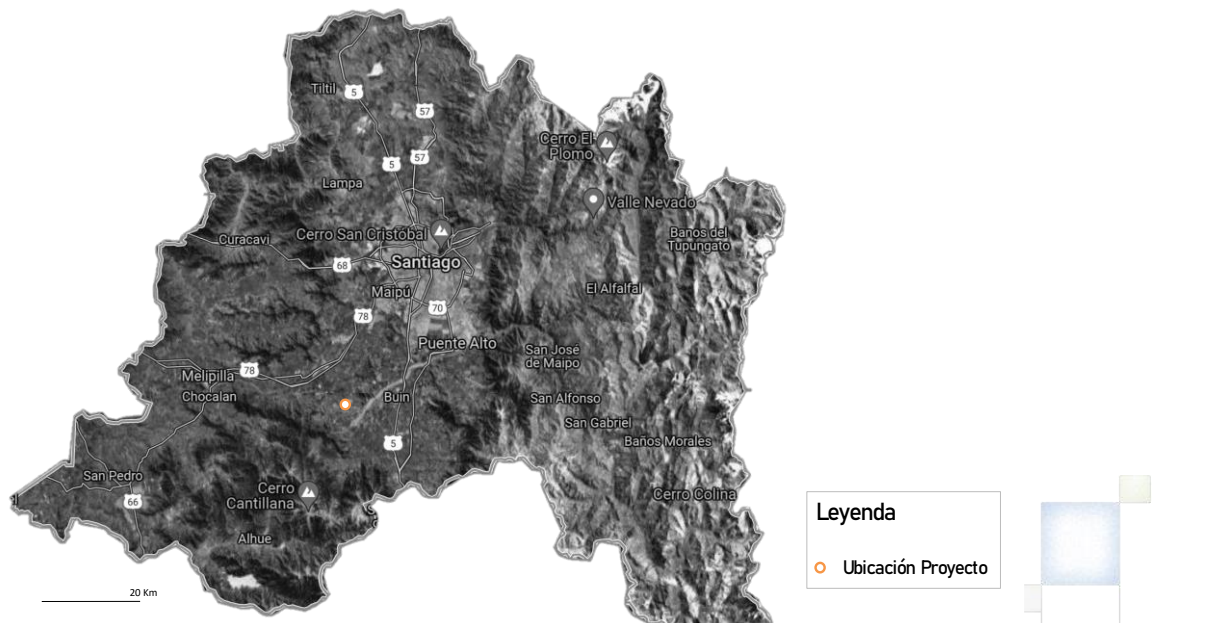 Tiltil
5
57
Cerro El
Plomo
5
57
Lampa
Valle Nevado
Curacavi
Cerro San Cristóbal
Baños del
Tupungato
Santiago
68
Maipú
El Alfalfal
70
78
Puente Alto
San José
de Maipo
78
Melipilla
Chocalan
Buin
San Alfonso
San Gabriel
5
Baños Morales
San Pedro
Cerro
Cantillana
66
Cerro Colina
Alhue
20 Km
Leyenda
Ubicación Proyecto